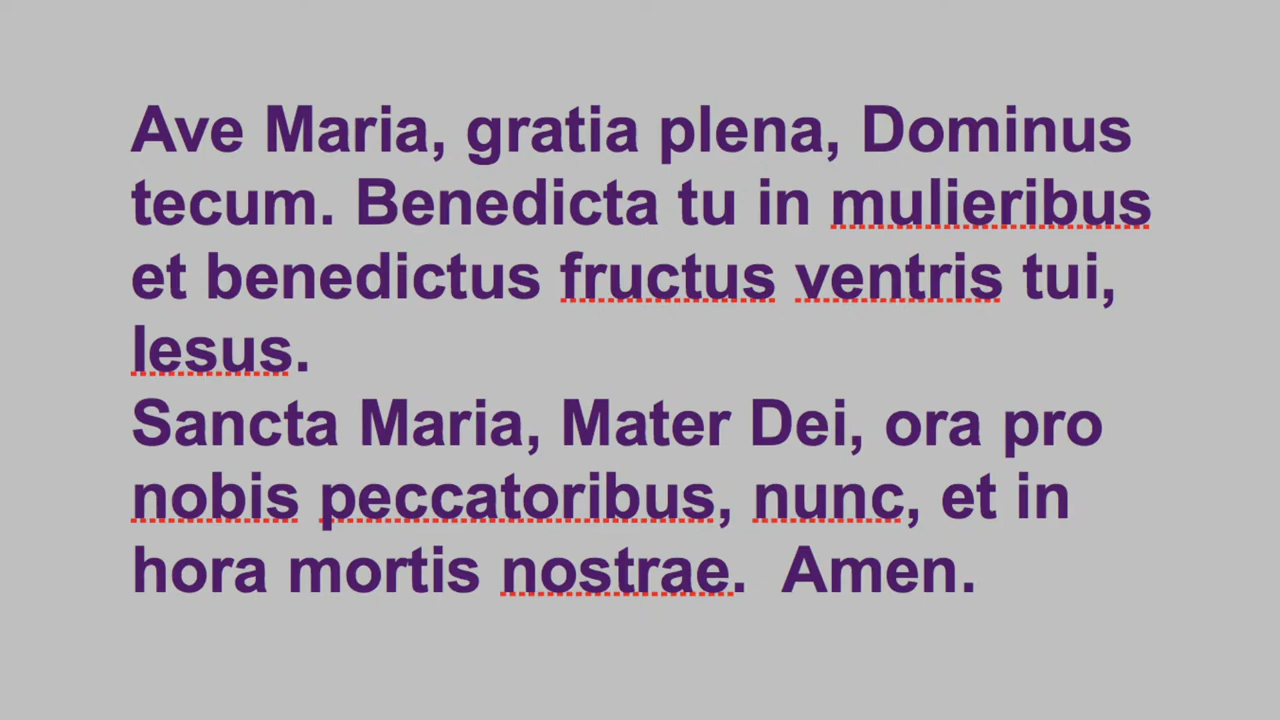 Ave Maria, gratia plena, Dominus
tecum. Benedicta tu in mulieribus
et benedictus fructus ventris tui,
Iesus.
Sancta Maria, Mater Dei, ora pro
nobis peccatoribus, nunc, et in
hora mortis nostrae.  Amen.